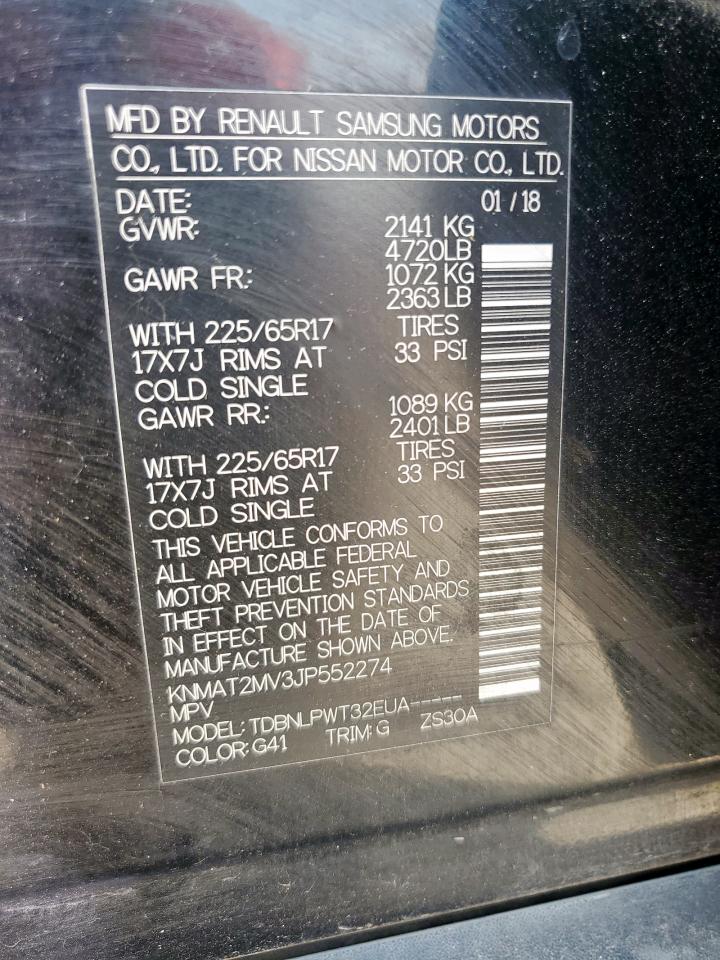 MFD BY RENAULT SAMSUNG MOTORS
CO., LTD. FOR NISSAN MOTOR CO., LTD.
DATE: 01 / 18
GVWR: 2141 KG
4720LB
GAWR FR.: 1072 KG
2363LB
WITH 225/65R17 TIRES
17X7J RIMS AT 33 PSI
COLD SINGLE
GAWR RR.: 1089 KG
2401LB
WITH 225/65R17 TIRES
17X7J RIMS AT 33 PSI
COLD SINGLE
THIS VEHICLE CONFORMS TO
ALL APPLICABLE FEDERAL
MOTOR VEHICLE SAFETY AND
THEFT PREVENTION STANDARDS
IN EFFECT ON THE DATE OF
MANUFACTURE SHOWN ABOVE.
KNMAT2MV3JP552274
MPV
MODEL: TDBNLPWT32EUA-----
COLOR: G41 TRIM: G ZS30A